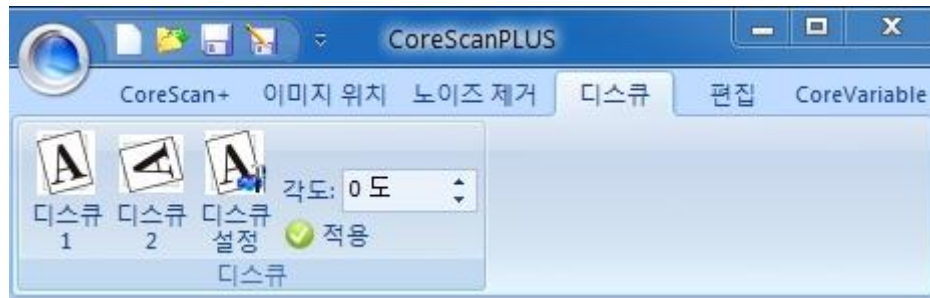 CoreScanPLUS
CoreScan+ 이미지 위치 노이즈 제거 디스큐 편집 CoreVariable
A A A
각도: 0 도
디스큐 1
디스큐 2
디스큐 설정
적용
디스큐